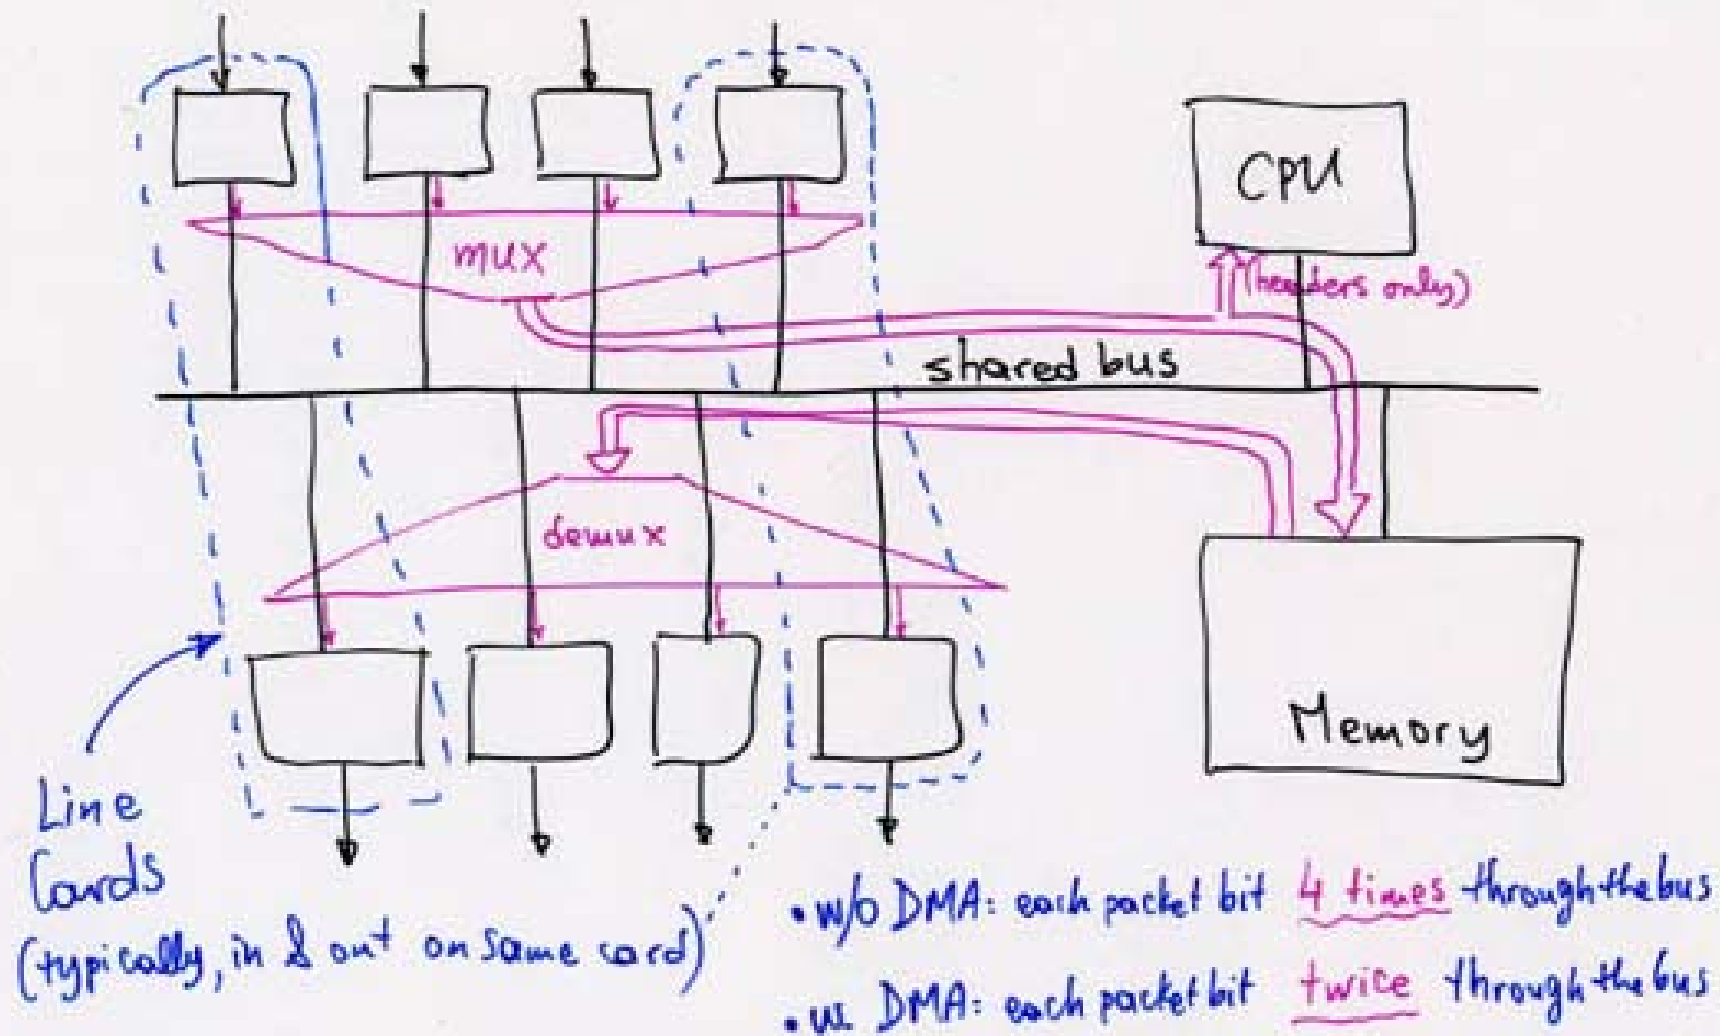 CPU
mux
(headers only)
shared bus
demux
Memory
Line
Cards
(typically, in & out on same card)
• w/o DMA: each packet bit 4 times through the bus
• w. DMA: each packet bit twice through the bus